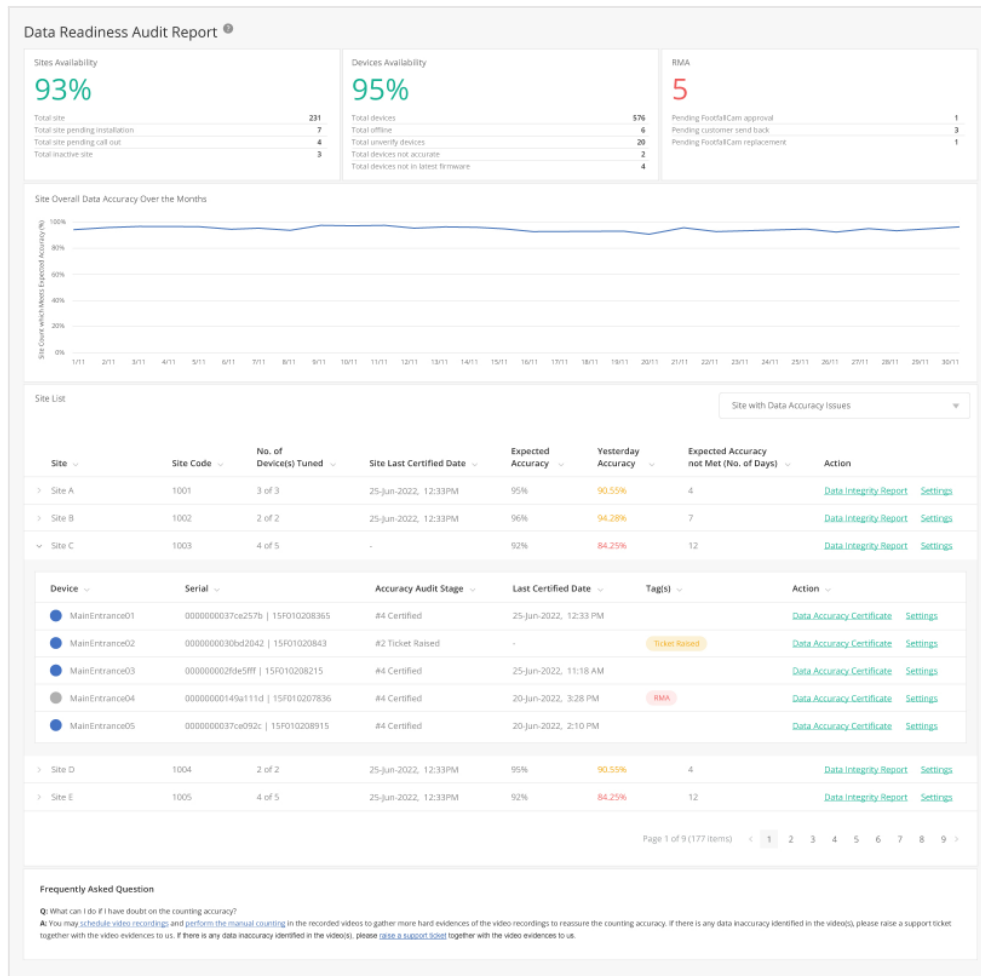 Data Readiness Audit Report ?
Sites Availability
93%
Total site 231
Total site pending installation 7
Total site pending call out 4
Total inactive site 3
Devices Availability
95%
Total devices 576
Total offline 6
Total unverify devices 20
Total devices not accurate 2
Total devices not in latest firmware 4
RMA
5
Pending FootfallCam approval 1
Pending customer send back 3
Pending FootfallCam replacement 1
Site Overall Data Accuracy Over the Months
Site Count which Meets Expected Accuracy (%)
100%
80%
60%
40%
20%
0%
1/11 2/11 3/11 4/11 5/11 6/11 7/11 8/11 9/11 10/11 11/11 12/11 13/11 14/11 15/11 16/11 17/11 18/11 19/11 20/11 21/11 22/11 23/11 24/11 25/11 26/11 27/11 28/11 29/11 30/11
Site List
Site with Data Accuracy Issues
Site Site Code No. of Device(s) Tuned Site Last Certified Date Expected Accuracy Yesterday Accuracy Expected Accuracy not Met (No. of Days) Action
Site A 1001 3 of 3 25-Jun-2022, 12:33PM 95% 90.55% 4 Data Integrity Report Settings
Site B 1002 2 of 2 25-Jun-2022, 12:33PM 96% 94.28% 7 Data Integrity Report Settings
Site C 1003 4 of 5 - 92% 84.25% 12 Data Integrity Report Settings
Device Serial Accuracy Audit Stage Last Certified Date Tag(s) Action
MainEntrance01 0000000037ce257b | 15F010208365 #4 Certified 25-Jun-2022, 12:33 PM Data Accuracy Certificate Settings
MainEntrance02 0000000030bd2042 | 15F01020843 #2 Ticket Raised - Ticket Raised Data Accuracy Certificate Settings
MainEntrance03 000000002fde5fff | 15F010208215 #4 Certified 25-Jun-2022, 11:18 AM Data Accuracy Certificate Settings
MainEntrance04 00000000149a111d | 15F010207836 #4 Certified 20-Jun-2022, 3:28 PM RMA Data Accuracy Certificate Settings
MainEntrance05 0000000037ce092c | 15F010208915 #4 Certified 20-Jun-2022, 2:10 PM Data Accuracy Certificate Settings
Site D 1004 2 of 2 25-Jun-2022, 12:33PM 95% 90.55% 4 Data Integrity Report Settings
Site E 1005 4 of 5 25-Jun-2022, 12:33PM 92% 84.25% 12 Data Integrity Report Settings
Page 1 of 9 (177 items) < 1 2 3 4 5 6 7 8 9 >
Frequently Asked Question
Q: What can I do if I have doubt on the counting accuracy?
A: You may schedule video recordings and perform the manual counting in the recorded videos to gather more hard evidences of the video recordings to reassure the counting accuracy. If there is any data inaccuracy identified in the video(s), please raise a support ticket
together with the video evidences to us. If there is any data inaccuracy identified in the video(s), please raise a support ticket together with the video evidences to us.